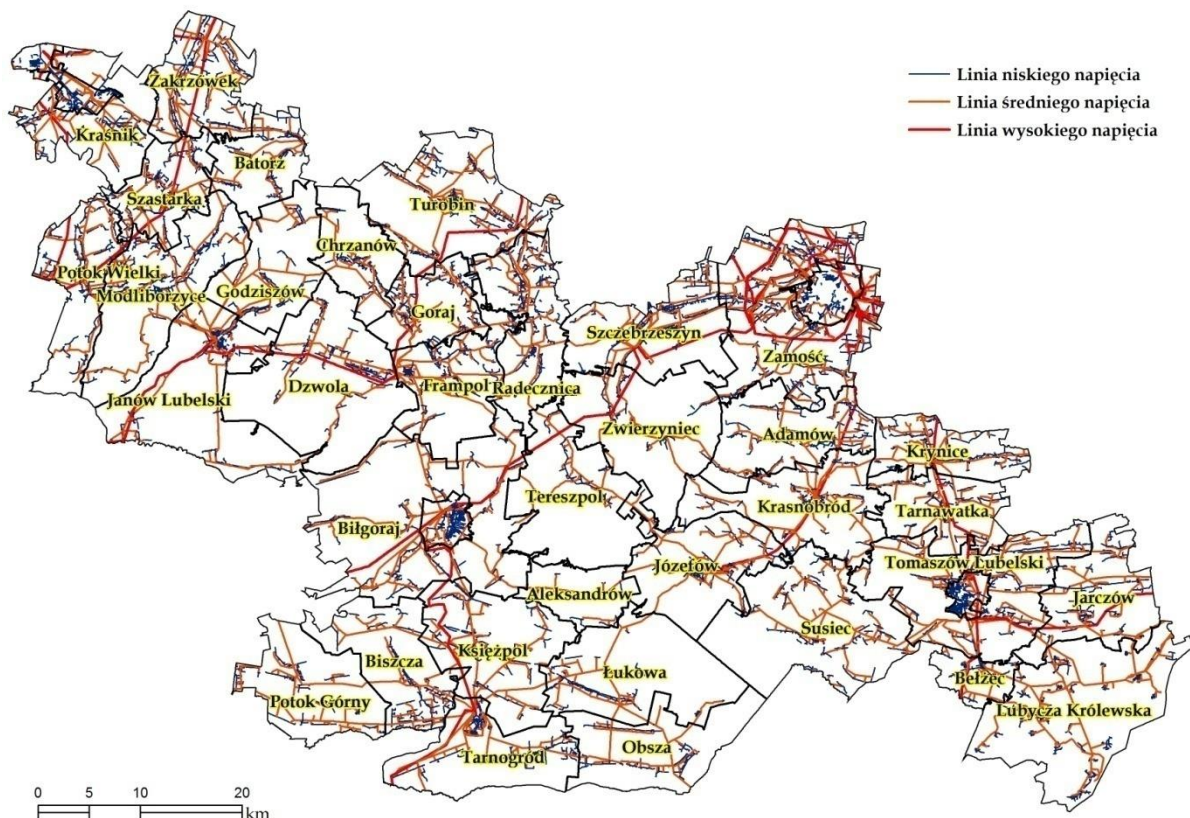 Linia niskiego napięcia
Linia średniego napięcia
Linia wysokiego napięcia
Zakrzówek
Kraśnik
Batorz
Szastarka
Turobin
Chrzanów
Potok Wielki
Modliborzyce
Godziszów
Goraj
Szczebrzeszyn
Zamość
Janów Lubelski
Dzwola
Frampol
Radecznica
Zwierzyniec
Adamów
Krynice
Tereszpol
Krasnobród
Tarnawatka
Biłgoraj
Józefów
Tomaszów Lubelski
Aleksandrów
Jarczów
Susiec
Księżpol
Biszcza
Łukowa
Bełżec
Potok Górny
Lubycza Królewska
Obsza
Tarnogród
0 5 10 20
km